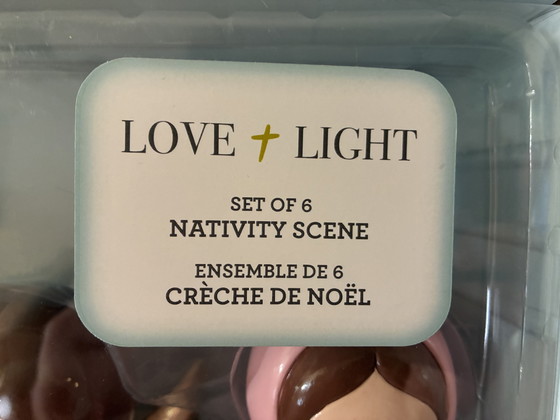 LOVE † LIGHT
SET OF 6
NATIVITY SCENE
ENSEMBLE DE 6
CRÈCHE DE NOËL